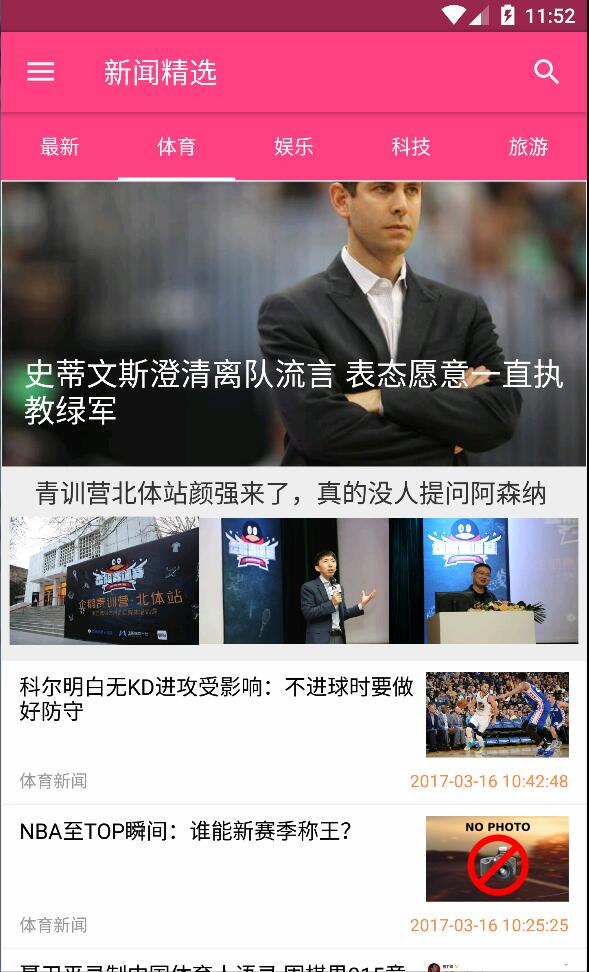 11:52
新闻精选
最新 体育 娱乐 科技 旅游
史蒂文斯澄清离队流言 表态愿意一直执
教绿军
青训营北体站颜强来了，真的没人提问阿森纳
企鹅青训营-北体站
科尔明白无KD进攻受影响：不进球时要做
好防守
体育新闻 2017-03-16 10:42:48
NBA至TOP瞬间：谁能新赛季称王？
NO PHOTO
体育新闻 2017-03-16 10:25:25